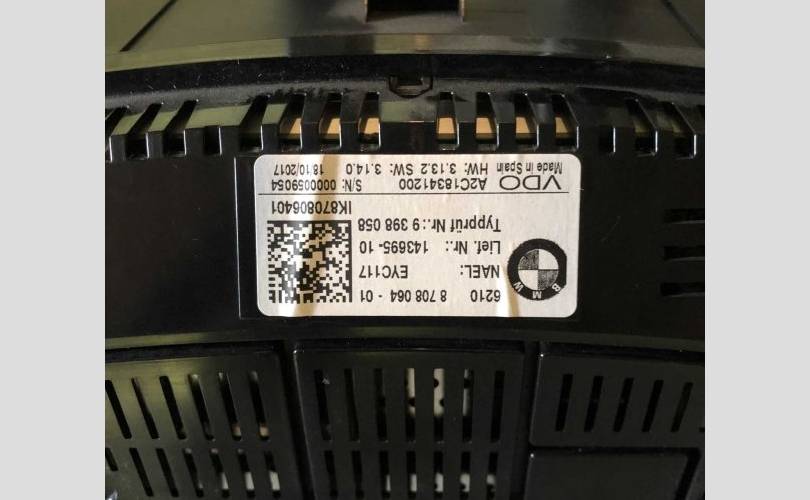 6210 8 708 064 - 01
NAEL: EYC117
Lief. Nr.: 143695-10
Typprüf Nr.: 9 398 058
IK870806401
BMW
VDO A2C18341200 S/N: 0000059054
Made in Spain HW: 3.13.2 SW: 3.14.0 18/10/2017